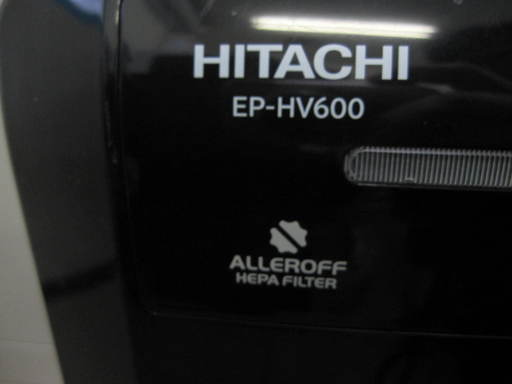 HITACHI
EP-HV600
ALLEROFF
HEPA FILTER